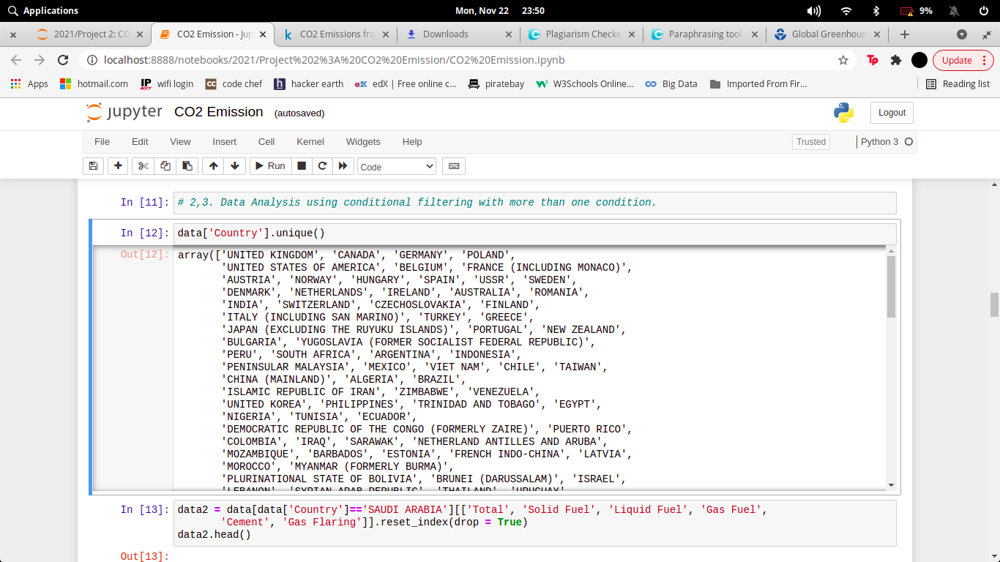 Applications
Mon, Nov 22 23:50
9%
2021/Project 2: CO
CO2 Emission - Jup
CO2 Emissions fro
Downloads
Plagiarism Checke
Paraphrasing tool
Global Greenhous
localhost:8888/notebooks/2021/Project%202%3A%20CO2%20Emission/CO2%20Emission.ipynb
Tp
Update
Apps
hotmail.com
IP ACCT
wifi login
CC
code chef
h
hacker earth
edX
edX | Free online c...
piratebay
W3Schools Online...
Big Data
Imported From Fir...
Reading list
jupyter CO2 Emission (autosaved)
Logout
File Edit View Insert Cell Kernel Widgets Help
Trusted
Python 3
Run
Code
In [11]: # 2,3. Data Analysis using conditional filtering with more than one condition.
In [12]: data['Country'].unique()
Out[12]: array(['UNITED KINGDOM', 'CANADA', 'GERMANY', 'POLAND',
'UNITED STATES OF AMERICA', 'BELGIUM', 'FRANCE (INCLUDING MONACO)',
'AUSTRIA', 'NORWAY', 'HUNGARY', 'SPAIN', 'USSR', 'SWEDEN',
'DENMARK', 'NETHERLANDS', 'IRELAND', 'AUSTRALIA', 'ROMANIA',
'INDIA', 'SWITZERLAND', 'CZECHOSLOVAKIA', 'FINLAND',
'ITALY (INCLUDING SAN MARINO)', 'TURKEY', 'GREECE',
'JAPAN (EXCLUDING THE RUYUKU ISLANDS)', 'PORTUGAL', 'NEW ZEALAND',
'BULGARIA', 'YUGOSLAVIA (FORMER SOCIALIST FEDERAL REPUBLIC)',
'PERU', 'SOUTH AFRICA', 'ARGENTINA', 'INDONESIA',
'PENINSULAR MALAYSIA', 'MEXICO', 'VIET NAM', 'CHILE', 'TAIWAN',
'CHINA (MAINLAND)', 'ALGERIA', 'BRAZIL',
'ISLAMIC REPUBLIC OF IRAN', 'ZIMBABWE', 'VENEZUELA',
'UNITED KOREA', 'PHILIPPINES', 'TRINIDAD AND TOBAGO', 'EGYPT',
'NIGERIA', 'TUNISIA', 'ECUADOR',
'DEMOCRATIC REPUBLIC OF THE CONGO (FORMERLY ZAIRE)', 'PUERTO RICO',
'COLOMBIA', 'IRAQ', 'SARAWAK', 'NETHERLAND ANTILLES AND ARUBA',
'MOZAMBIQUE', 'BARBADOS', 'ESTONIA', 'FRENCH INDO-CHINA', 'LATVIA',
'MOROCCO', 'MYANMAR (FORMERLY BURMA)',
'PLURINATIONAL STATE OF BOLIVIA', 'BRUNEI (DARUSSALAM)', 'ISRAEL',
'LEBANON', 'SYRIAN ARAB REPUBLIC', 'THAILAND', 'URUGUAY',
In [13]: data2 = data[data['Country']=='SAUDI ARABIA'][['Total', 'Solid Fuel', 'Liquid Fuel', 'Gas Fuel',
'Cement', 'Gas Flaring']].reset_index(drop = True)
data2.head()
Out[13]: